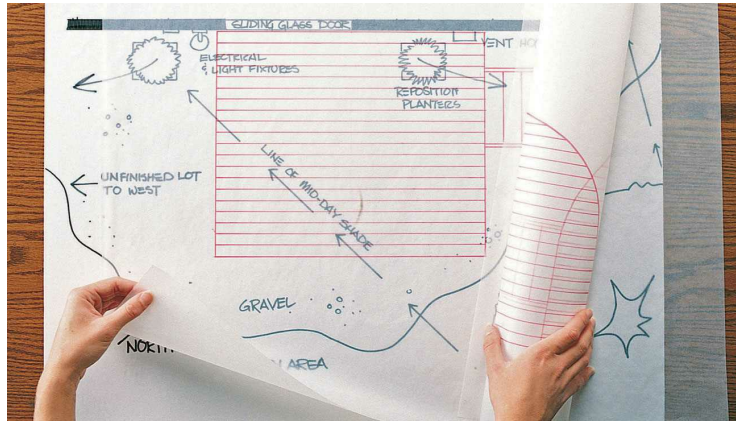 SLIDING GLASS DOOR
ELECTRICAL
& LIGHT FIXTURES
VENT
REPOSITION
PLANTERS
LINE OF MID-DAY SHADE
UNFINISHED LOT
TO WEST
GRAVEL
AREA